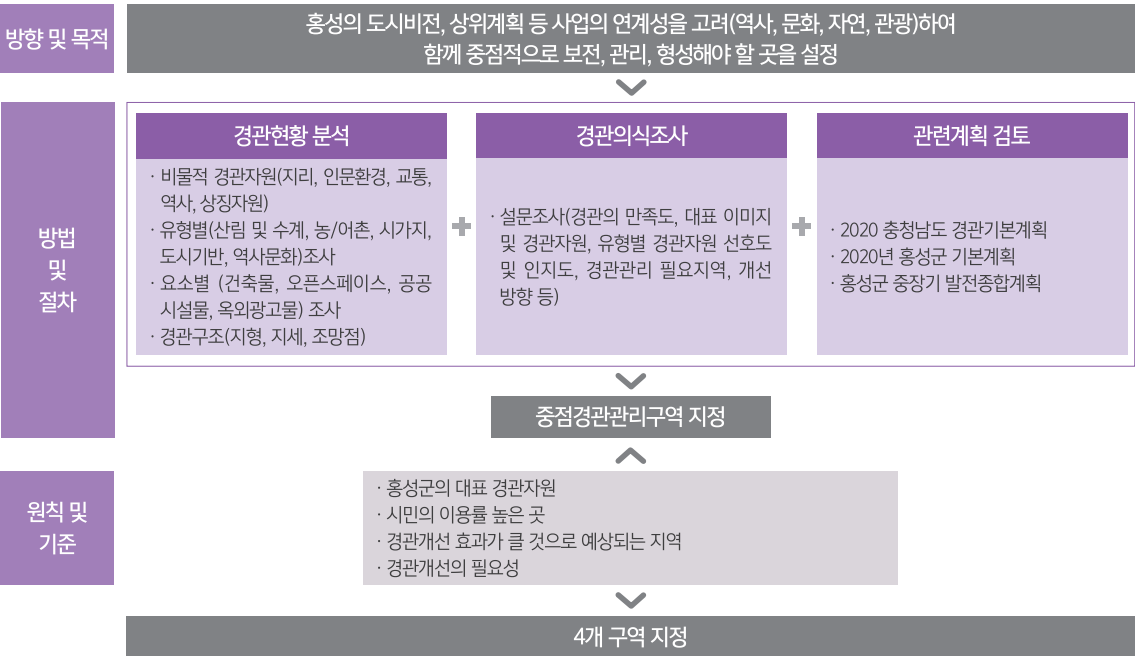 방향 및 목적
홍성의 도시비전, 상위계획 등 사업의 연계성을 고려(역사, 문화, 자연, 관광)하여
함께 중점적으로 보전, 관리, 형성해야 할 곳을 설정
방법
및
절차
경관현황 분석
· 비물적 경관자원(지리, 인문환경, 교통,
역사, 상징자원)
· 유형별(산림 및 수계, 농/어촌, 시가지,
도시기반, 역사문화)조사
· 요소별 (건축물, 오픈스페이스, 공공
시설물, 옥외광고물) 조사
· 경관구조(지형, 지세, 조망점)
경관의식조사
· 설문조사(경관의 만족도, 대표 이미지
및 경관자원, 유형별 경관자원 선호도
및 인지도, 경관관리 필요지역, 개선
방향 등)
관련계획 검토
· 2020 충청남도 경관기본계획
· 2020년 홍성군 기본계획
· 홍성군 중장기 발전종합계획
중점경관관리구역 지정
원칙 및
기준
· 홍성군의 대표 경관자원
· 시민의 이용률 높은 곳
· 경관개선 효과가 클 것으로 예상되는 지역
· 경관개선의 필요성
4개 구역 지정